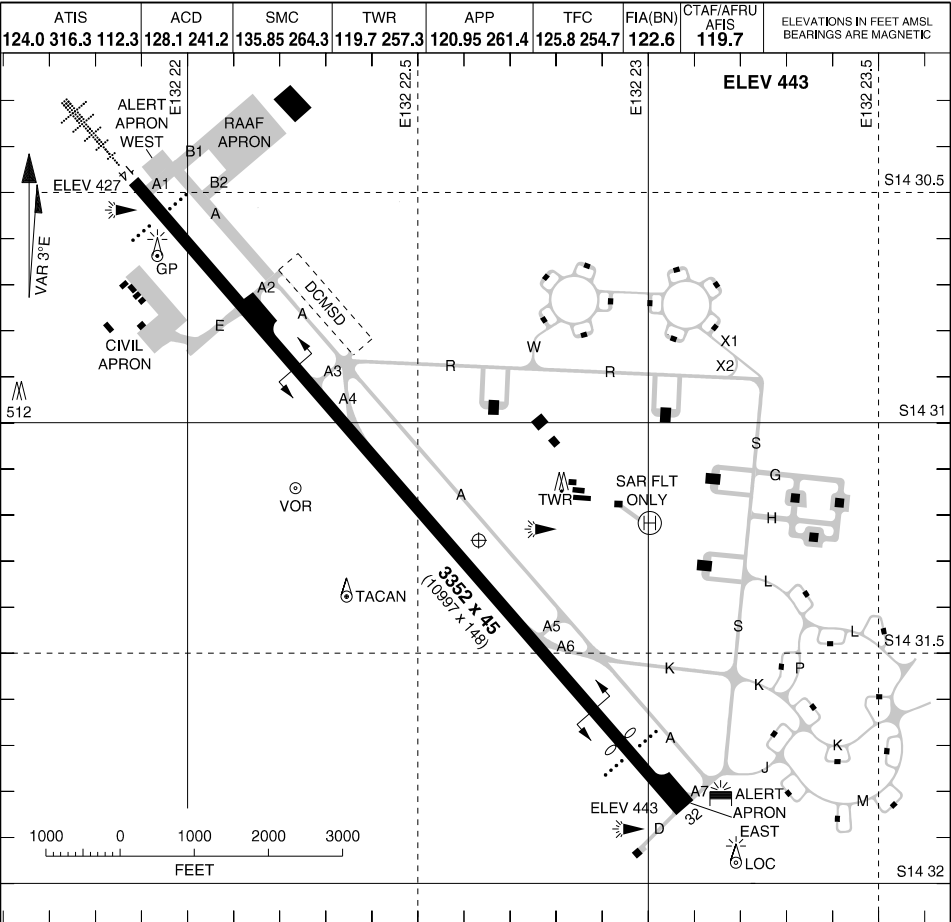 ATIS
124.0 316.3 112.3
ACD
128.1 241.2
SMC
135.85 264.3
TWR
119.7 257.3
APP
120.95 261.4
TFC
125.8 254.7
FIA(BN)
122.6
CTAF/AFRU
AFIS
119.7
ELEVATIONS IN FEET AMSL
BEARINGS ARE MAGNETIC
E132 22
E132 22.5
E132 23
E132 23.5
ELEV 443
ALERT
APRON
WEST
RAAF
APRON
B1
B2
ELEV 427
A1
A
S14 30.5
VAR 3°E
GP
DCMSD
A2
A
E
CIVIL
APRON
W
X1
X2
R
R
A3
A4
512
S14 31
S
G
H
VOR
A
TWR
SAR FLT
ONLY
H
TACAN
3352 x 45
(10997 x 148)
L
L
S
A5
A6
S14 31.5
K
K
P
K
A
J
M
A7
ALERT
APRON
EAST
32
ELEV 443
D
LOC
1000 0 1000 2000 3000
FEET
S14 32